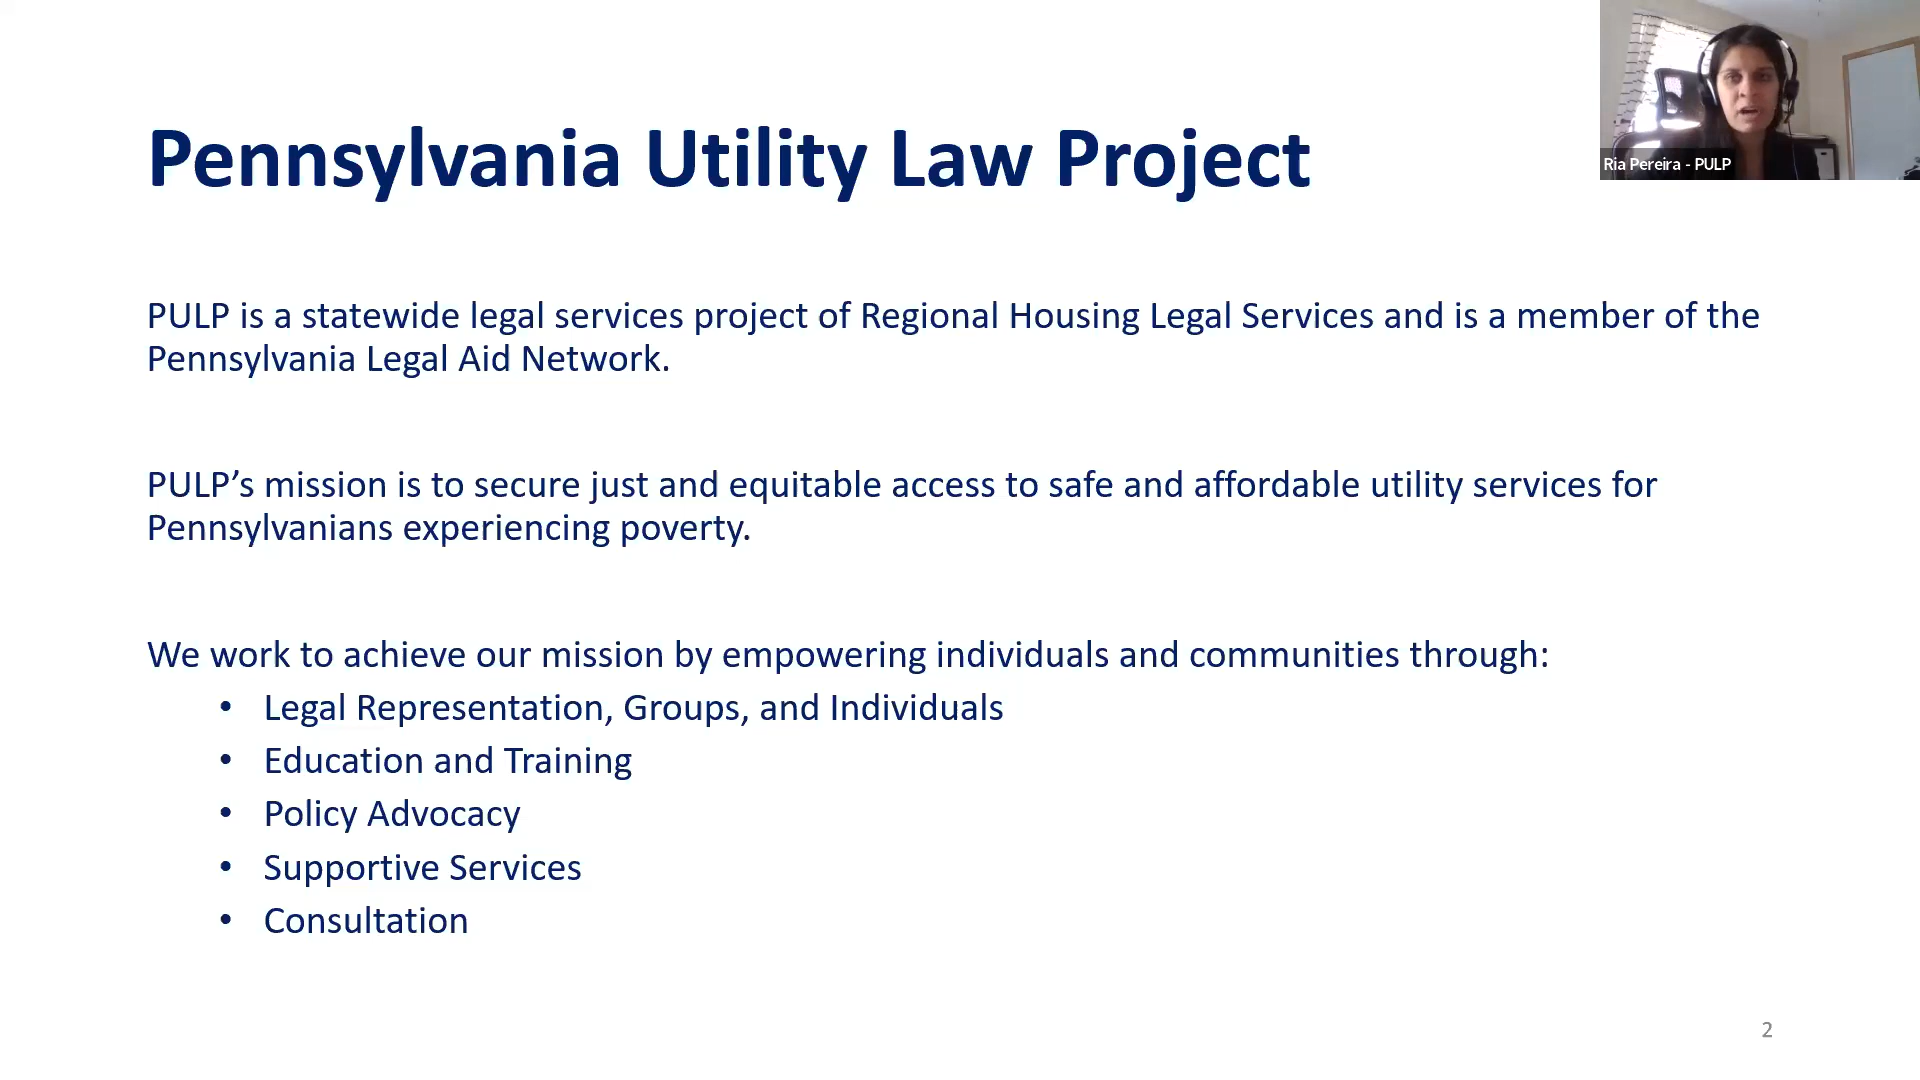 Pennsylvania Utility Law Project
Ria Pereira - PULP
PULP is a statewide legal services project of Regional Housing Legal Services and is a member of the
Pennsylvania Legal Aid Network.
PULP’s mission is to secure just and equitable access to safe and affordable utility services for
Pennsylvanians experiencing poverty.
We work to achieve our mission by empowering individuals and communities through:
• Legal Representation, Groups, and Individuals
• Education and Training
• Policy Advocacy
• Supportive Services
• Consultation
2